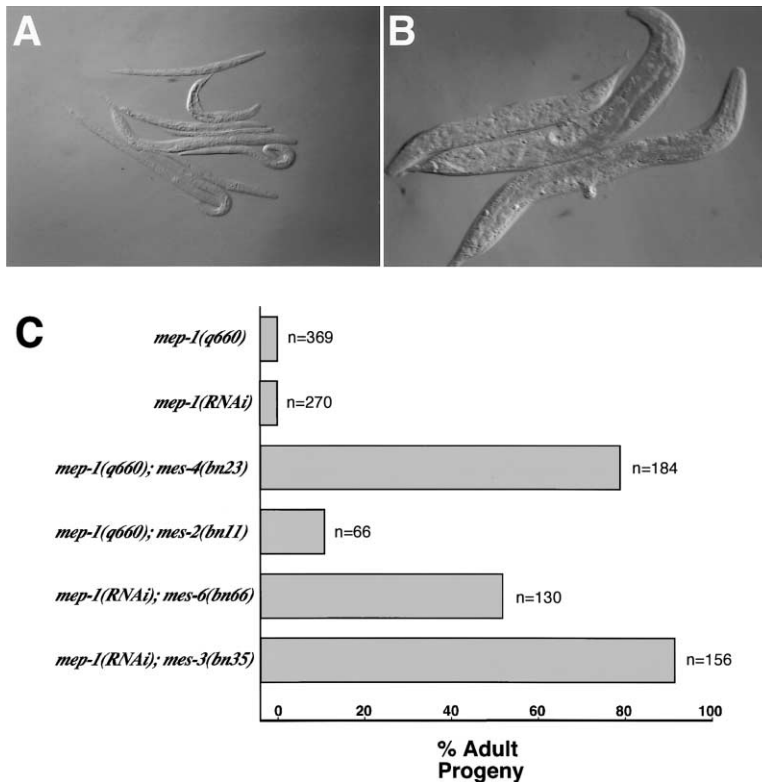 A
B
C
mep-1(q660)
n=369
mep-1(RNAi)
n=270
mep-1(q660); mes-4(bn23)
n=184
mep-1(q660); mes-2(bn11)
n=66
mep-1(RNAi); mes-6(bn66)
n=130
mep-1(RNAi); mes-3(bn35)
n=156
0 20 40 60 80 100
% Adult
Progeny